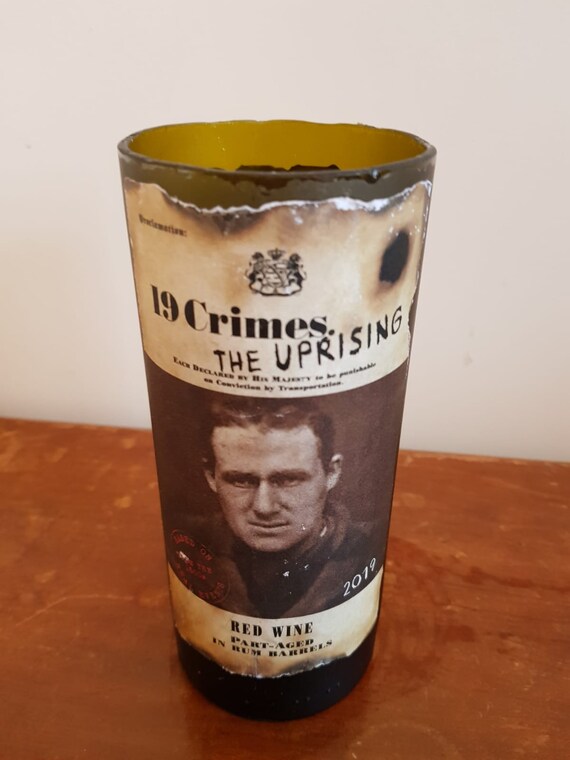 Proclamation:
19 Crimes.
THE UPRISING
EACH DECLARED BY HIS MAJESTY to be punishable
on Conviction by Transportation.
2019
RED WINE
PART-AGED
IN RUM BARRELS